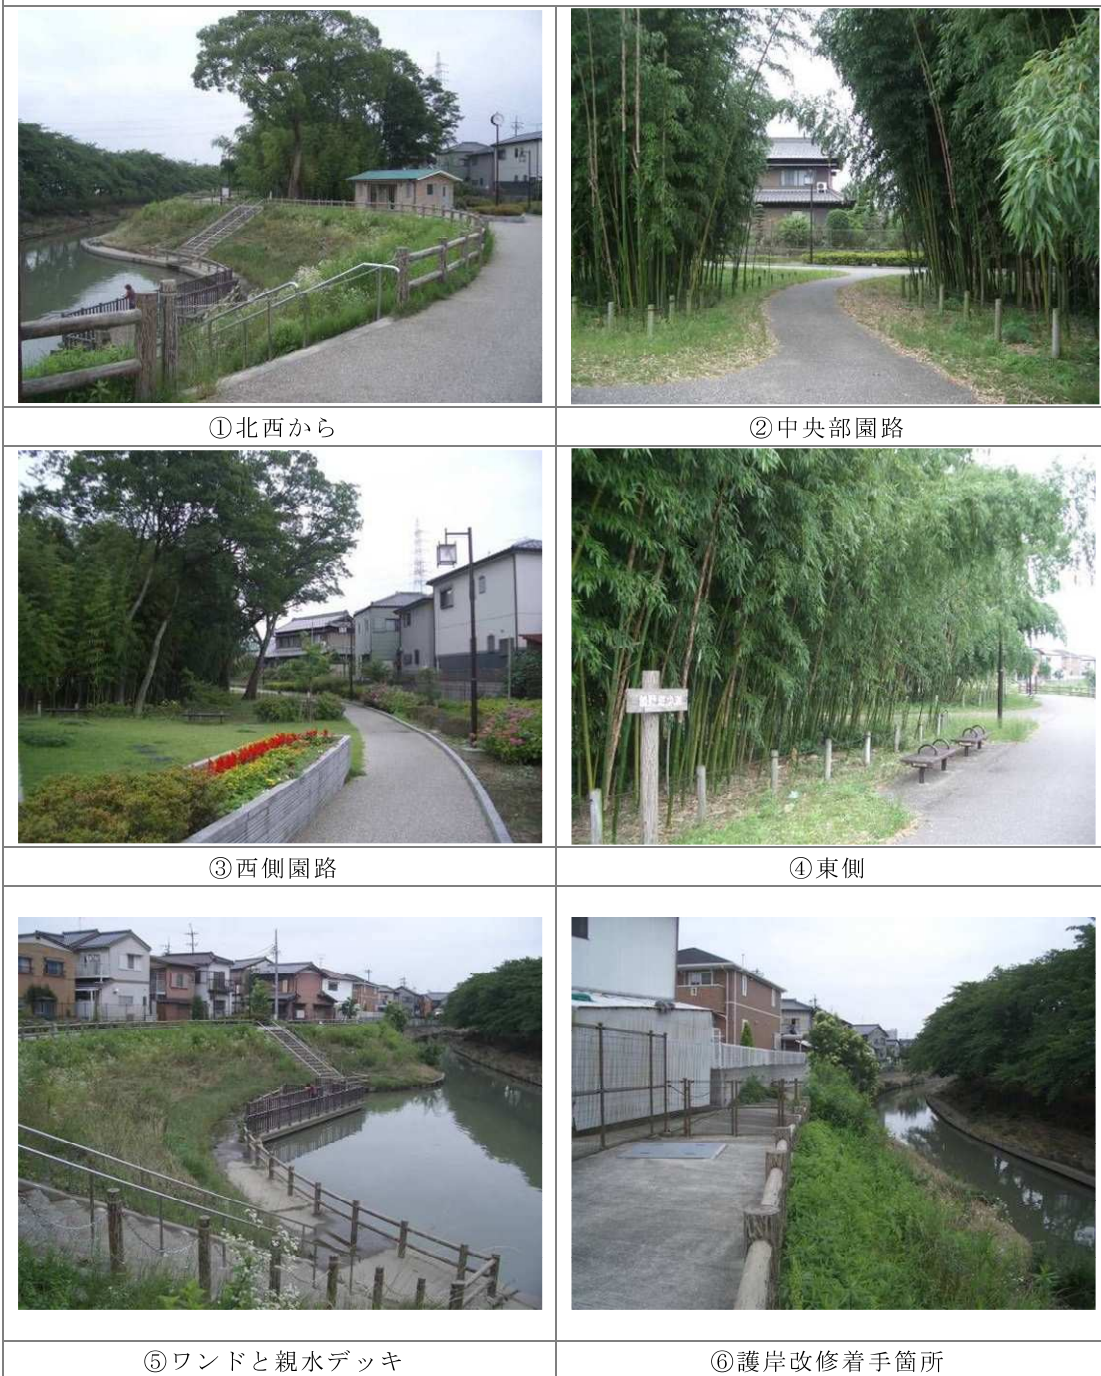 ①北西から
②中央部園路
③西側園路
④東側
⑤ワンドと親水デッキ
⑥護岸改修着手箇所